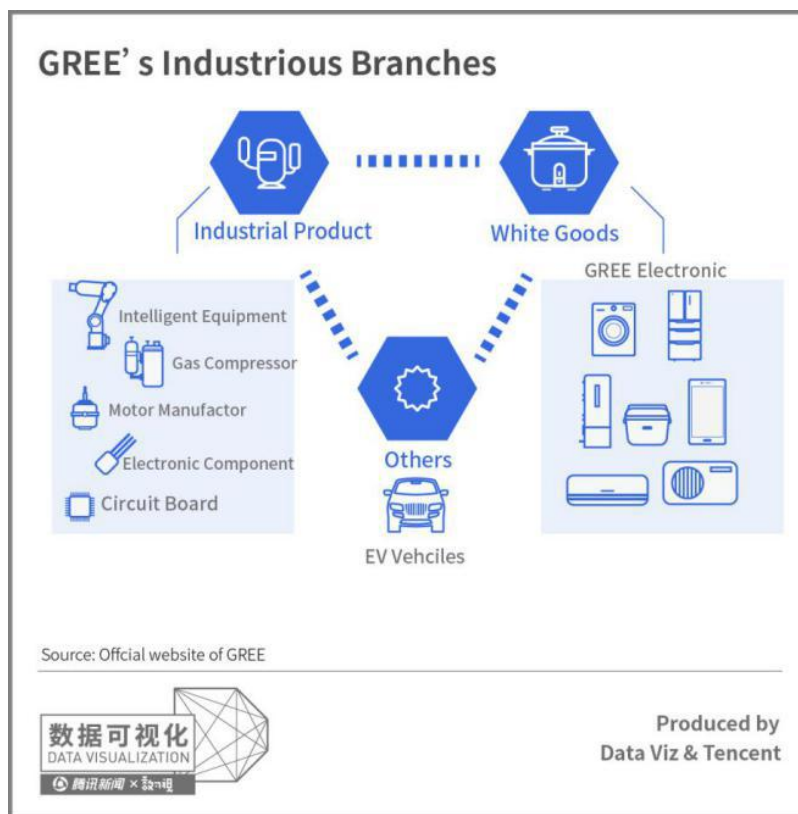 GREE’s Industrious Branches
Industrial Product
White Goods
GREE Electronic
Intelligent Equipment
Gas Compressor
Motor Manufactor
Electronic Component
Circuit Board
Others
EV Vehciles
Source: Offcial website of GREE
数据可视化
DATA VISUALIZATION
腾讯新闻 ×
Produced by
Data Viz & Tencent